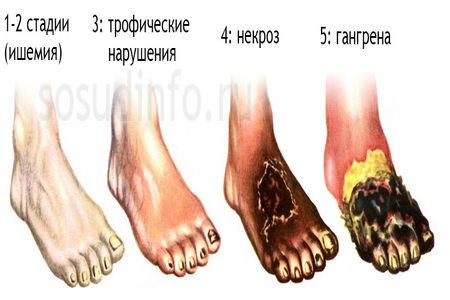 1-2 стадии
(ишемия)
3: трофические
нарушения
4: некроз
5: гангрена
sosudinfo.ru